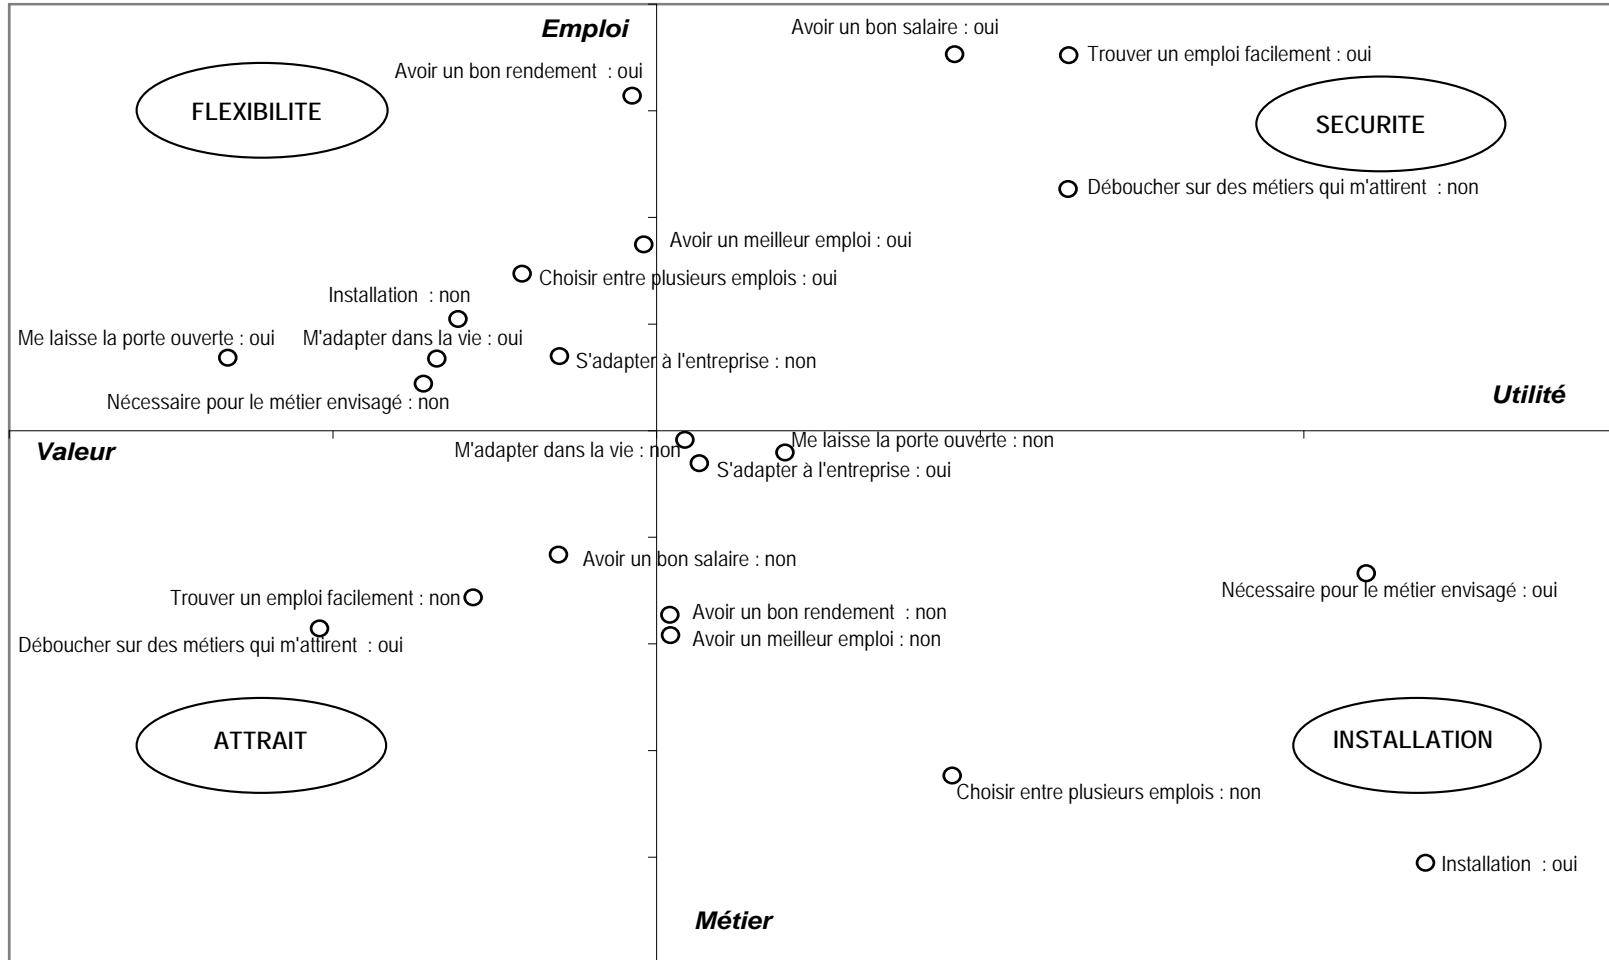 Emploi
Avoir un bon salaire : oui
Trouver un emploi facilement : oui
Avoir un bon rendement : oui
FLEXIBILITE
SECURITE
Déboucher sur des métiers qui m'attirent : non
Avoir un meilleur emploi : oui
Choisir entre plusieurs emplois : oui
Installation : non
Me laisse la porte ouverte : oui
M'adapter dans la vie : oui
S'adapter à l'entreprise : non
Nécessaire pour le métier envisagé : non
Utilité
Valeur
M'adapter dans la vie : non
Me laisse la porte ouverte : non
S'adapter à l'entreprise : oui
Avoir un bon salaire : non
Nécessaire pour le métier envisagé : oui
Trouver un emploi facilement : non
Avoir un bon rendement : non
Déboucher sur des métiers qui m'attirent : oui
Avoir un meilleur emploi : non
ATTRAIT
INSTALLATION
Choisir entre plusieurs emplois : non
Installation : oui
Métier